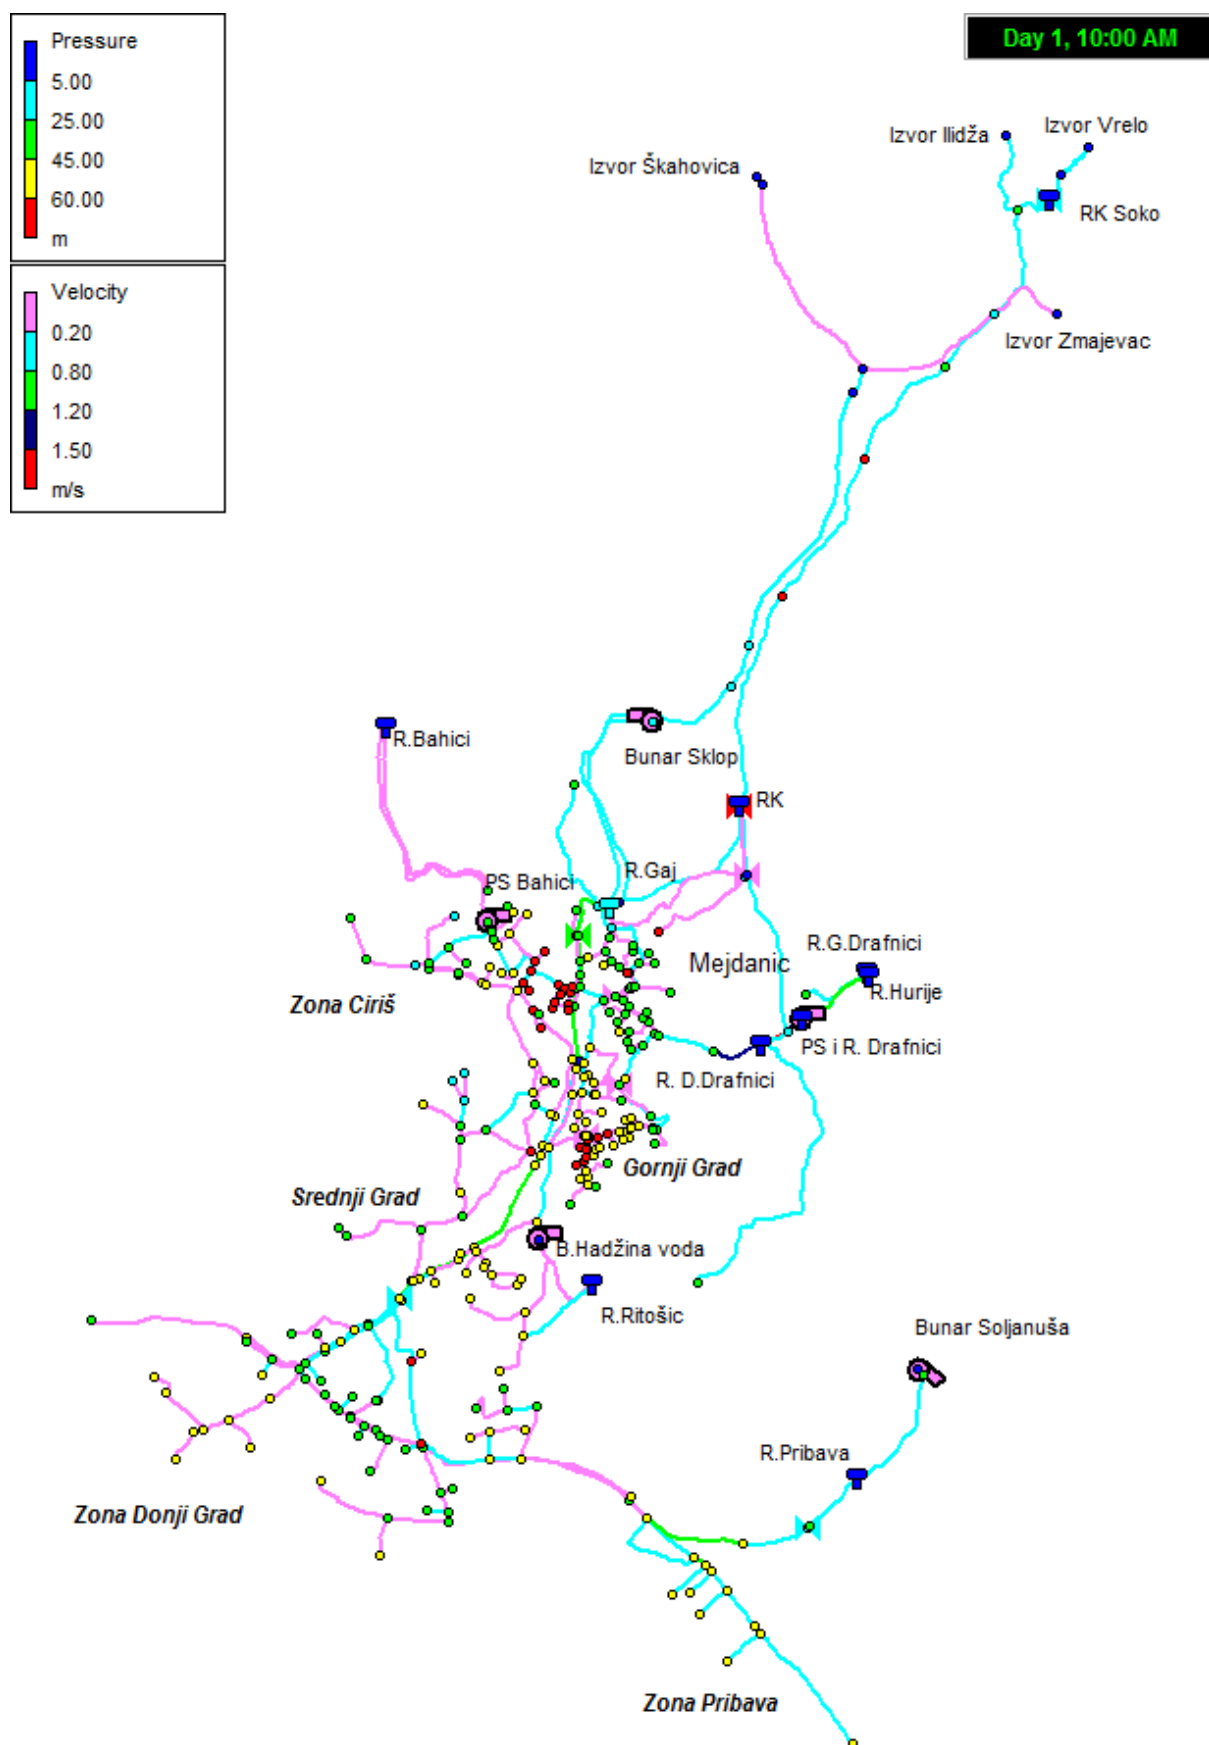 Pressure
5.00
25.00
45.00
60.00
m
Velocity
0.20
0.80
1.20
1.50
m/s
Day 1, 10:00 AM
Izvor Ilidža
Izvor Vrelo
Izvor Škahovica
RK Soko
Izvor Zmajevac
R.Bahici
Bunar Sklop
RK
R.Gaj
PS Bahici
Mejdanic
R.G.Drafnici
R.Hurije
Zona Ciriš
PS i R. Drafnici
R. D.Drafnici
Gornji Grad
Srednji Grad
B.Hadžina voda
R.Ritošic
Bunar Soljanuša
R.Pribava
Zona Donji Grad
Zona Pribava